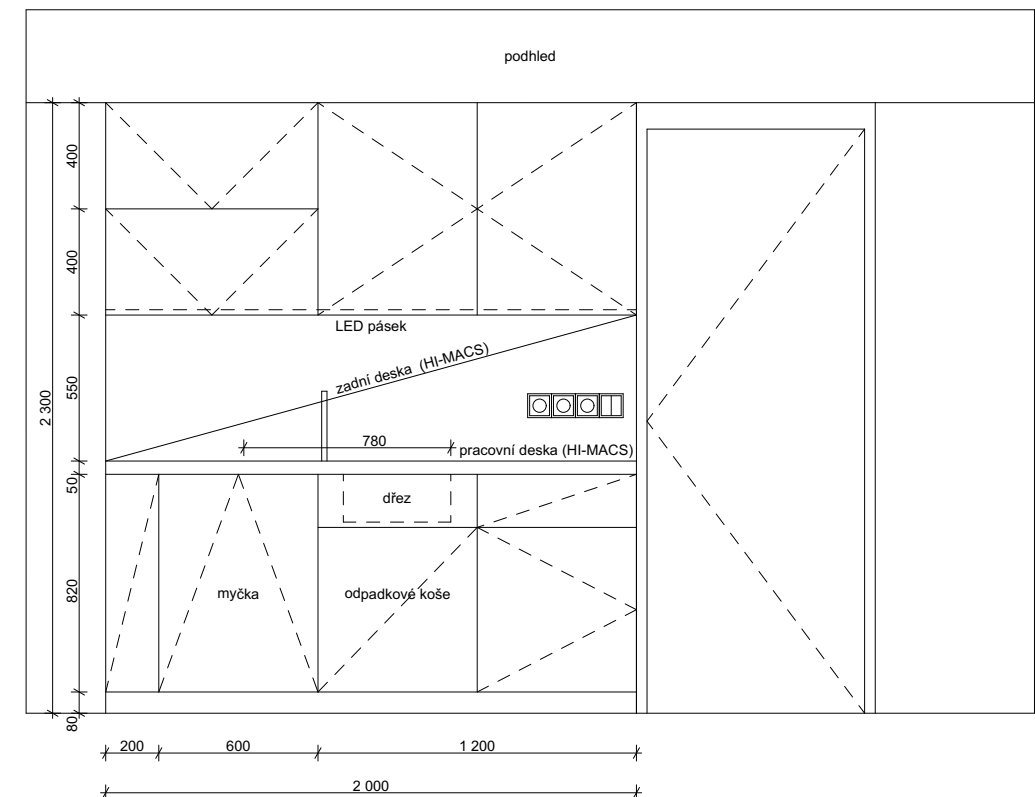 podhled
400
400
LED pásek
zadní deska (HI-MACS)
550
2 300
780
pracovní deska (HI-MACS)
50
dřez
820
myčka
odpadkové koše
80
200
600
1 200
2 000